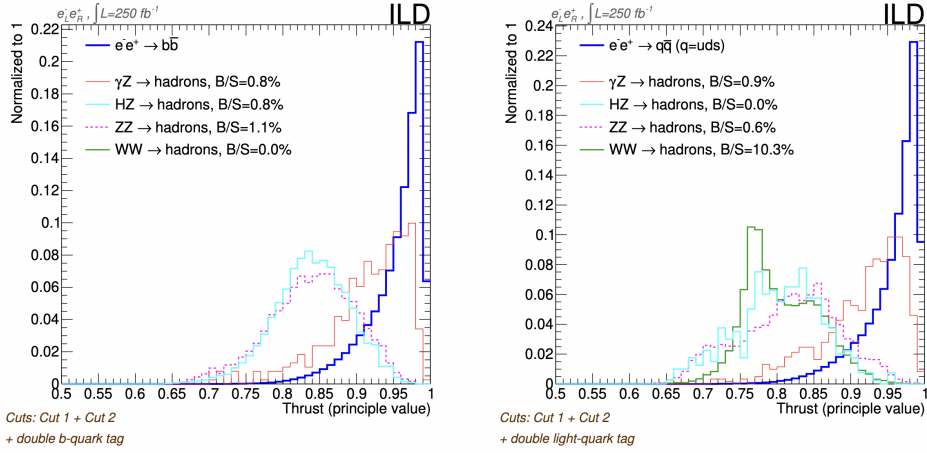 e⁻_L e⁺_R , ∫L=250 fb⁻¹
ILD
Normalized to 1
0.22
0.2
0.18
0.16
0.14
0.12
0.1
0.08
0.06
0.04
0.02
0
e⁻e⁺ → bb̅
γZ → hadrons, B/S=0.8%
HZ → hadrons, B/S=0.8%
ZZ → hadrons, B/S=1.1%
WW → hadrons, B/S=0.0%
0.5 0.55 0.6 0.65 0.7 0.75 0.8 0.85 0.9 0.95 1
Thrust (principle value)
Cuts: Cut 1 + Cut 2
+ double b-quark tag
e⁻_L e⁺_R , ∫L=250 fb⁻¹
ILD
Normalized to 1
0.24
0.22
0.2
0.18
0.16
0.14
0.12
0.1
0.08
0.06
0.04
0.02
0
e⁻e⁺ → qq̅ (q=uds)
γZ → hadrons, B/S=0.9%
HZ → hadrons, B/S=0.0%
ZZ → hadrons, B/S=0.6%
WW → hadrons, B/S=10.3%
0.5 0.55 0.6 0.65 0.7 0.75 0.8 0.85 0.9 0.95 1
Thrust (principle value)
Cuts: Cut 1 + Cut 2
+ double light-quark tag